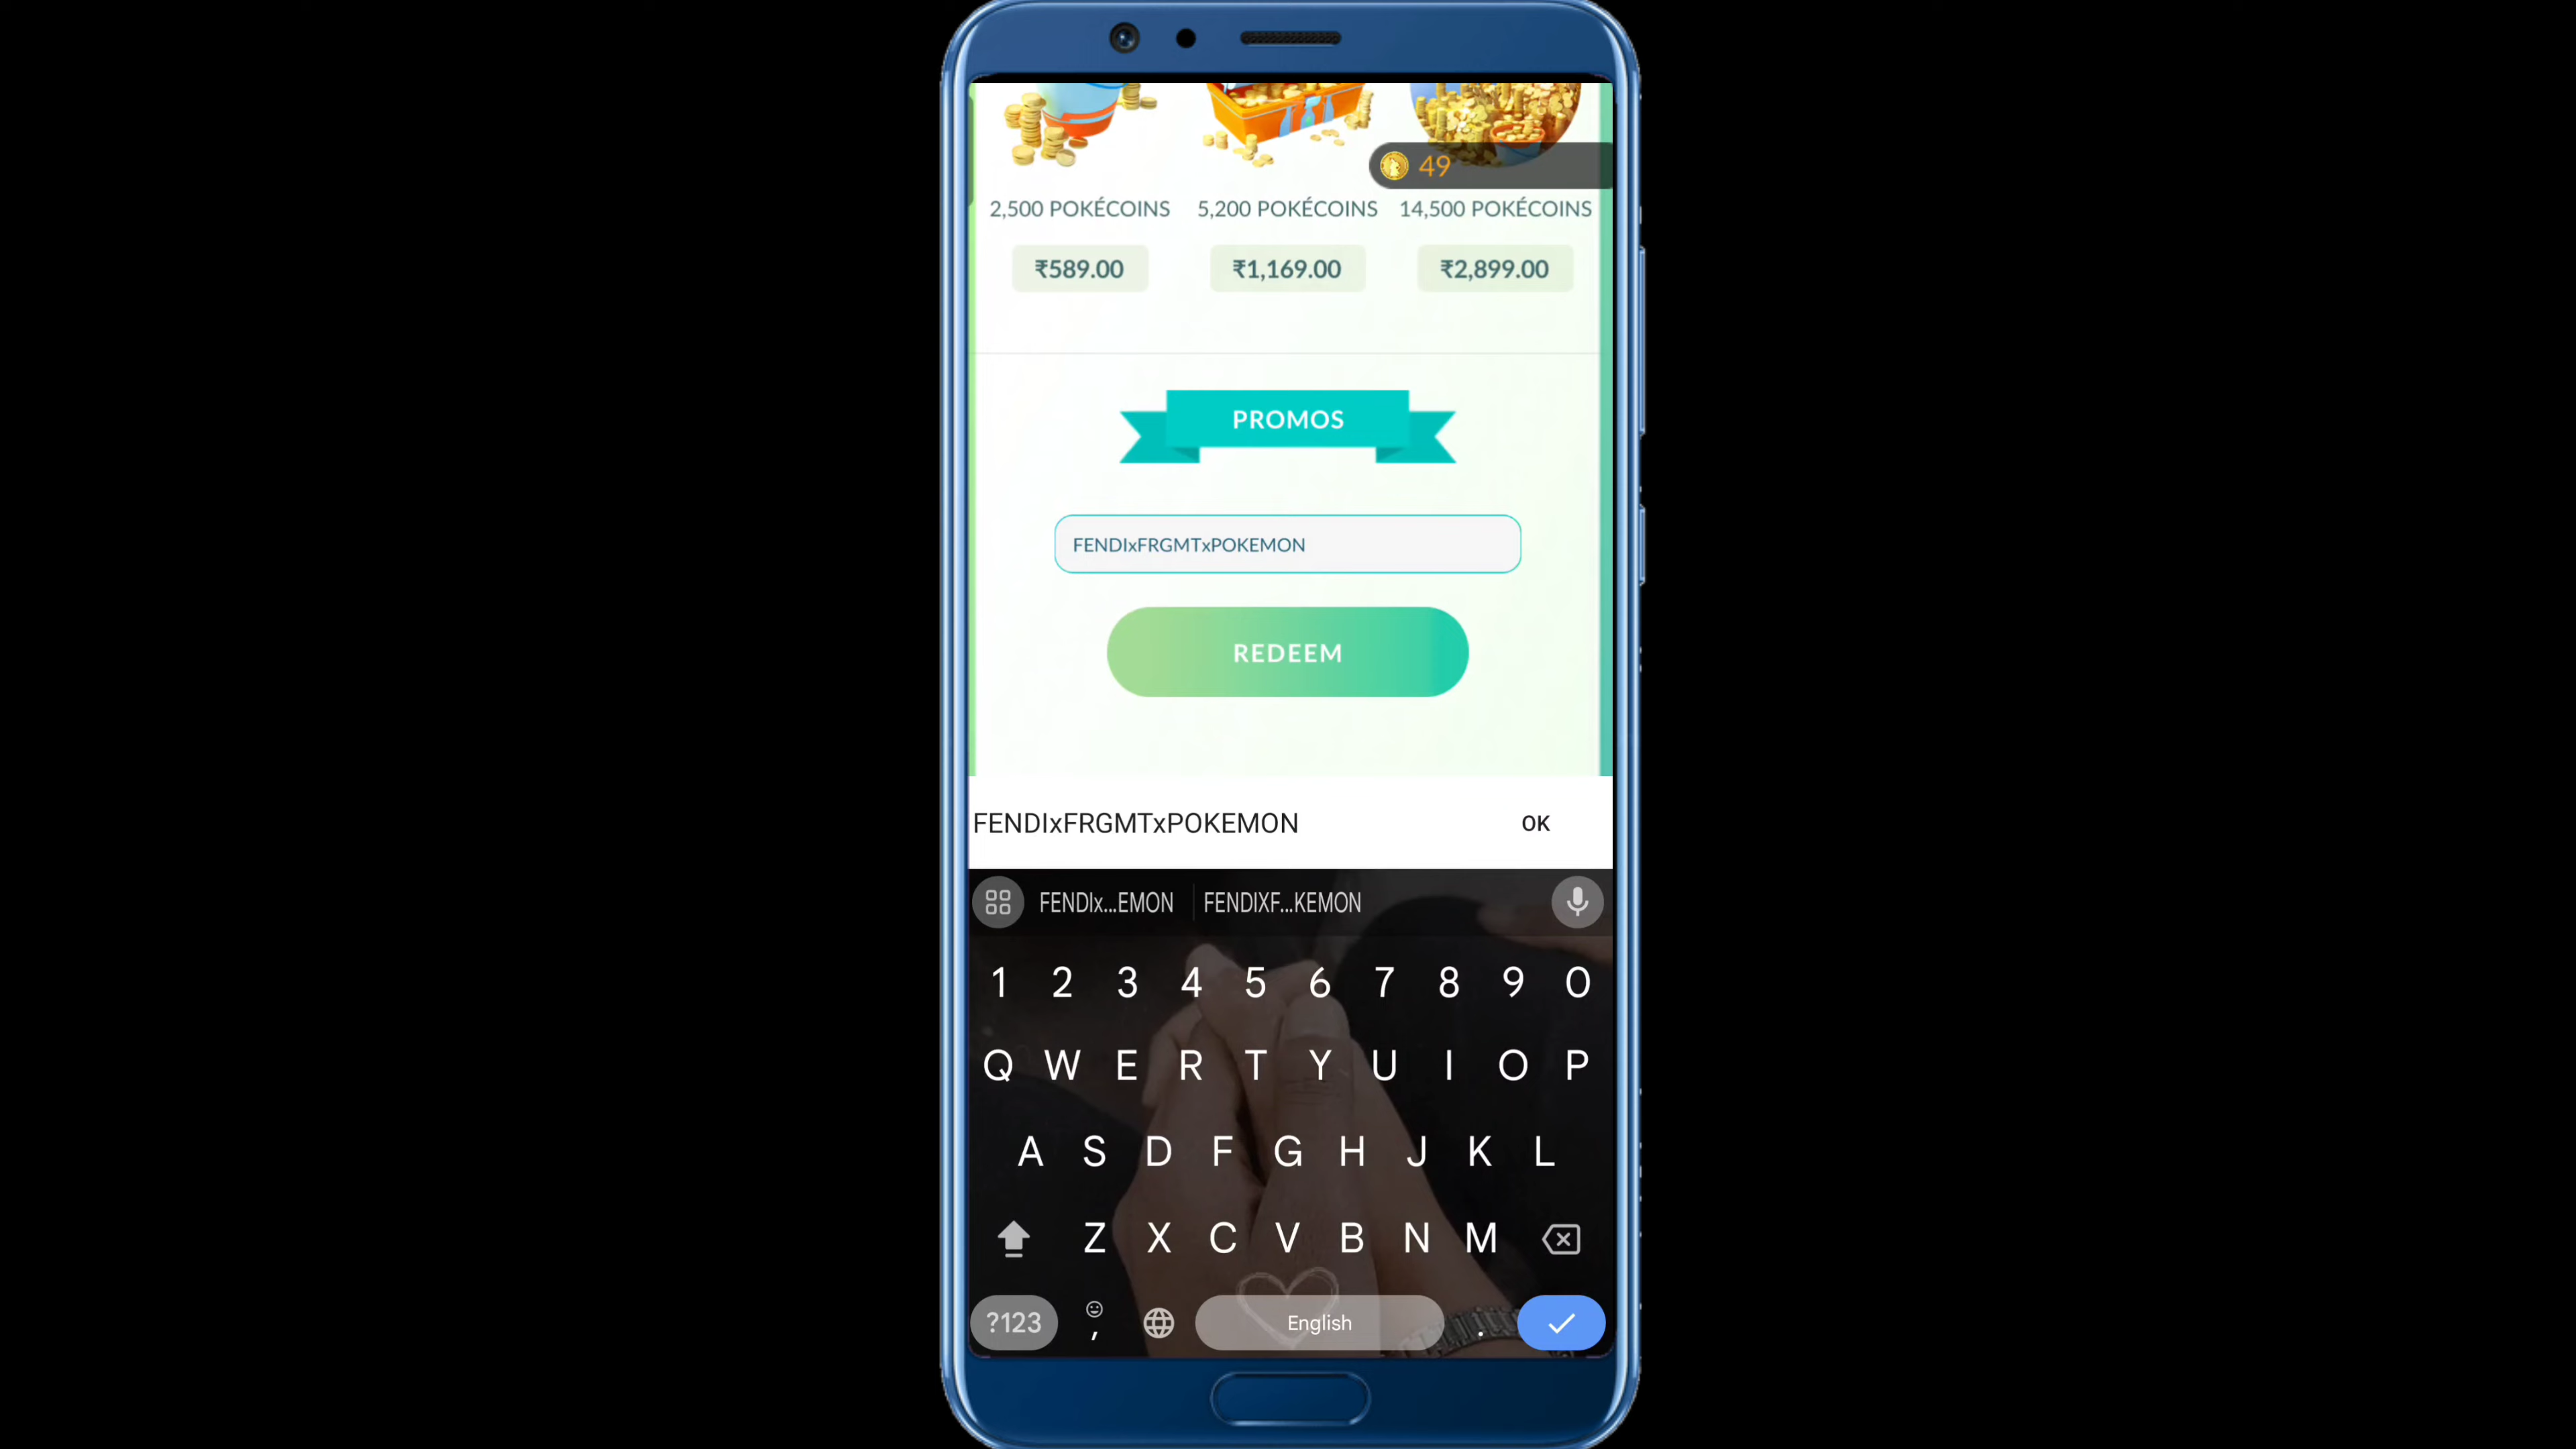 49
2,500 POKÉCOINS 5,200 POKÉCOINS 14,500 POKÉCOINS
₹589.00 ₹1,169.00 ₹2,899.00
PROMOS
FENDIxFRGMTxPOKEMON
REDEEM
FENDIxFRGMTxPOKEMON OK
FENDIx...EMON FENDIXF...KEMON
1 2 3 4 5 6 7 8 9 0
Q W E R T Y U I O P
A S D F G H J K L
Z X C V B N M
?123 , English .